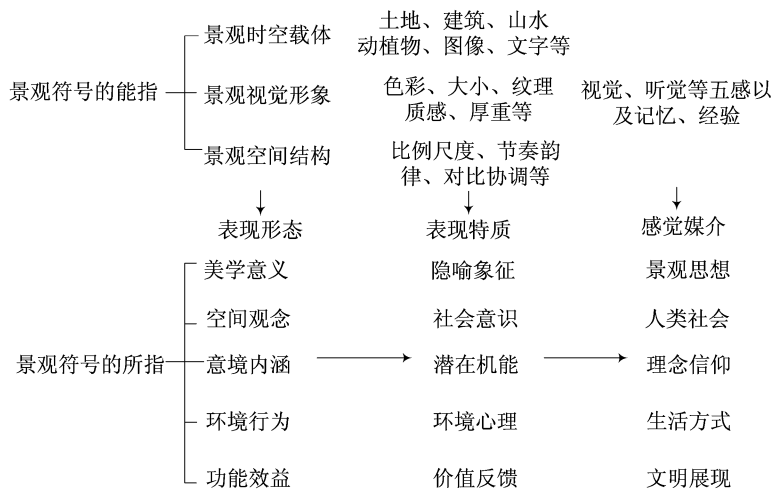 景观时空载体
土地、建筑、山水
动植物、图像、文字等
景观符号的能指
景观视觉形象
色彩、大小、纹理
质感、厚重等
视觉、听觉等五感以
及记忆、经验
景观空间结构
比例尺度、节奏韵
律、对比协调等
表现形态
表现特质
感觉媒介
美学意义
隐喻象征
景观思想
空间观念
社会意识
人类社会
景观符号的所指
意境内涵
潜在机能
理念信仰
环境行为
环境心理
生活方式
功能效益
价值反馈
文明展现